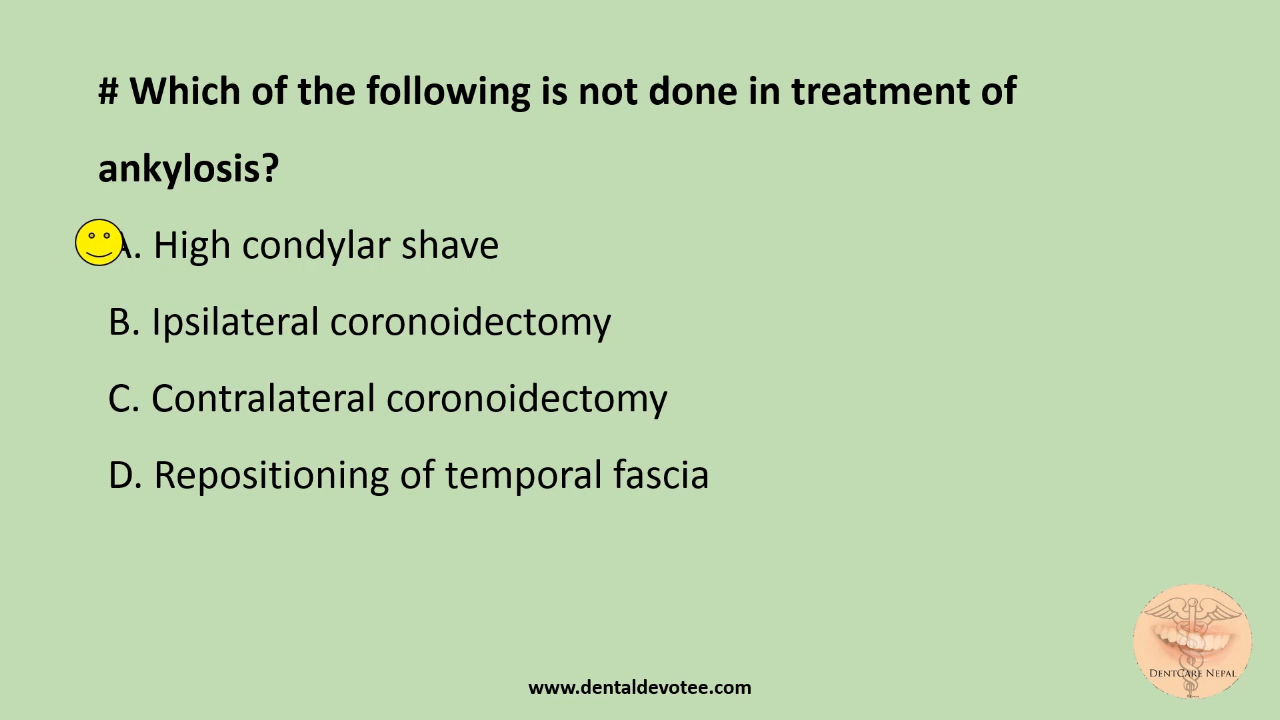 # Which of the following is not done in treatment of
ankylosis?
A. High condylar shave
B. Ipsilateral coronoidectomy
C. Contralateral coronoidectomy
D. Repositioning of temporal fascia
DentCare Nepal
www.dentaldevotee.com